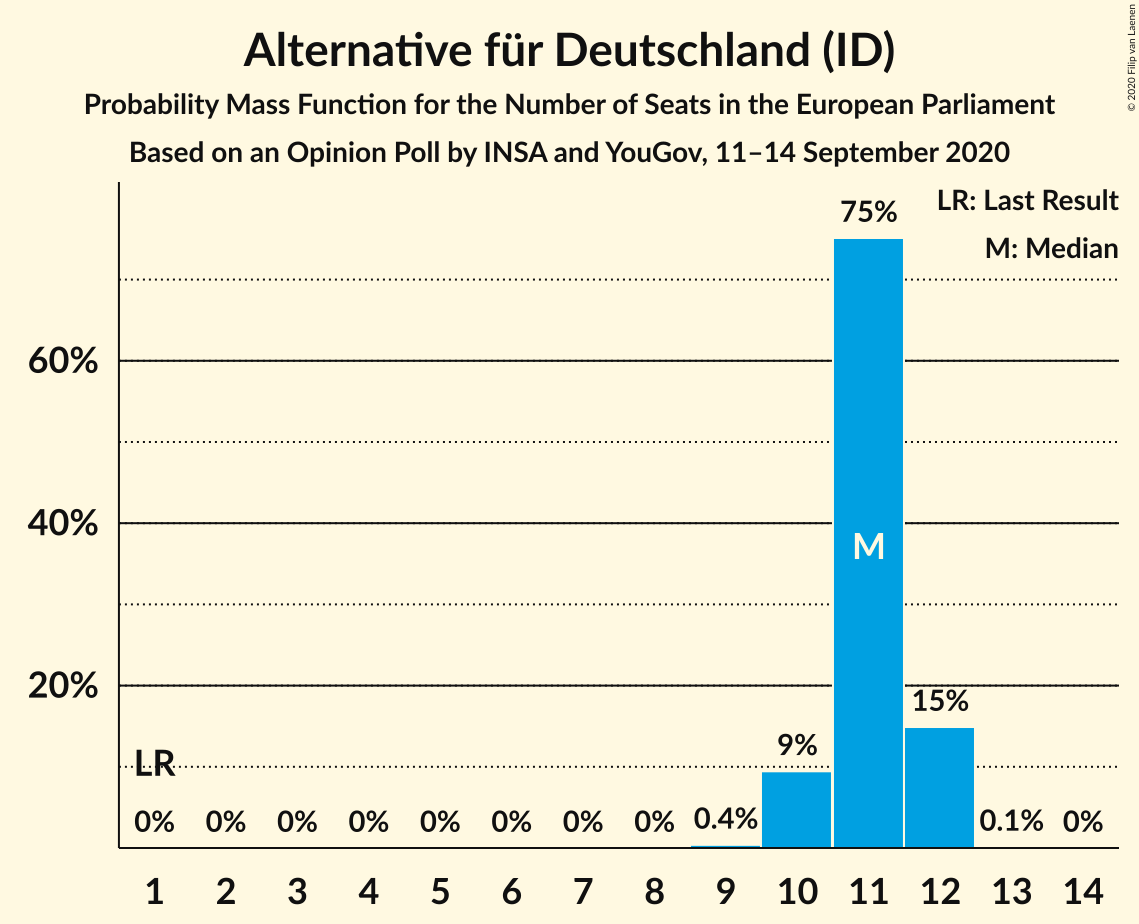 Alternative für Deutschland (ID)
Probability Mass Function for the Number of Seats in the European Parliament
Based on an Opinion Poll by INSA and YouGov, 11–14 September 2020
© 2020 Filip van Laenen
LR: Last Result
M: Median
75%
60%
40%
M
20%
15%
9%
LR
0% 0% 0% 0% 0% 0% 0% 0% 0.4% 0.1% 0%
1 2 3 4 5 6 7 8 9 10 11 12 13 14